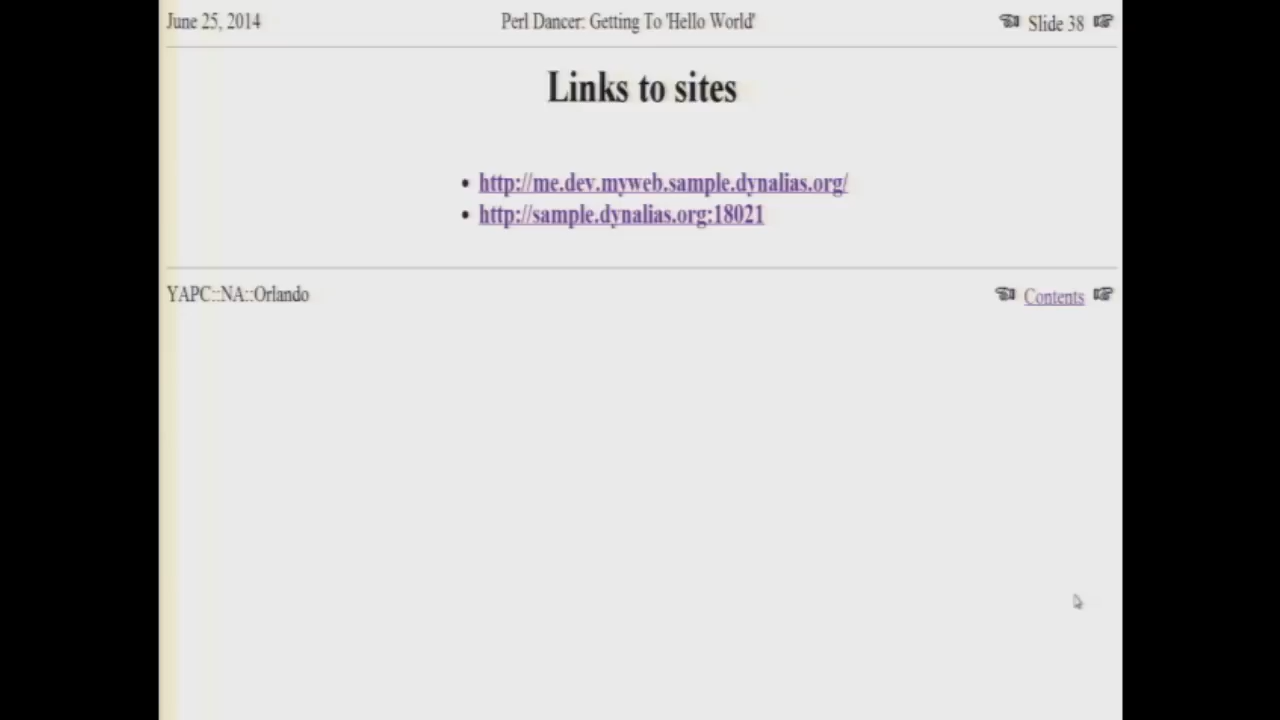 June 25, 2014
Perl Dancer: Getting To 'Hello World'
Slide 38
Links to sites
• http://me.dev.myweb.sample.dynalias.org/
• http://sample.dynalias.org:18021
YAPC::NA::Orlando
Contents